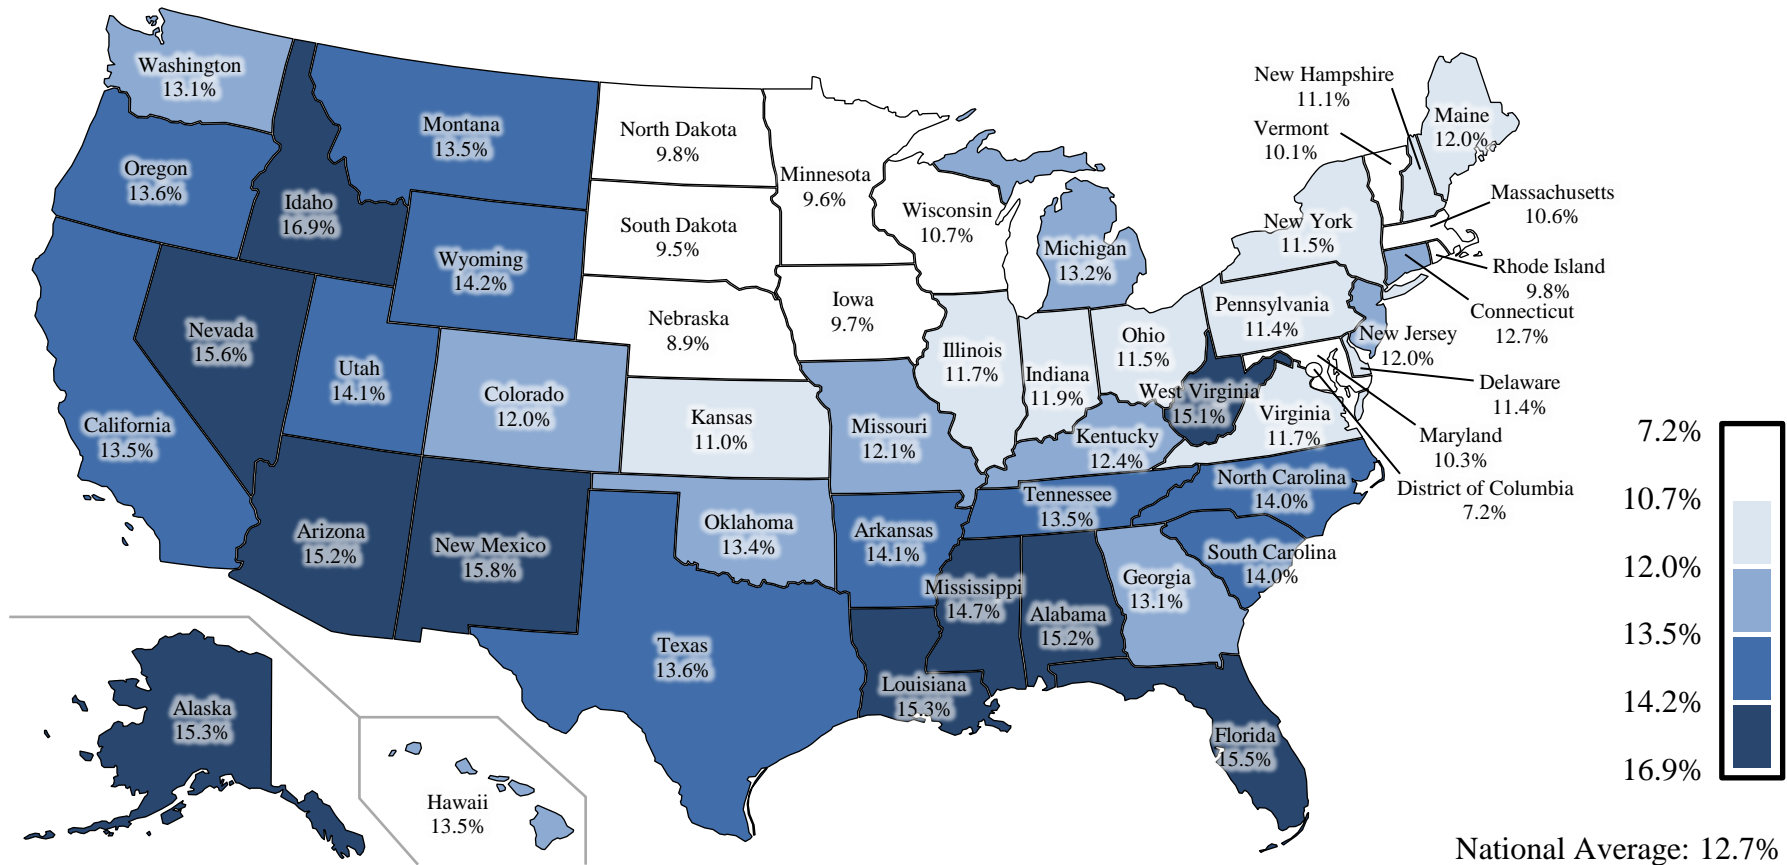 Washington
13.1%
Oregon
13.6%
Idaho
16.9%
Montana
13.5%
Wyoming
14.2%
California
13.5%
Nevada
15.6%
Utah
14.1%
Colorado
12.0%
Arizona
15.2%
New Mexico
15.8%
North Dakota
9.8%
South Dakota
9.5%
Nebraska
8.9%
Kansas
11.0%
Oklahoma
13.4%
Texas
13.6%
Minnesota
9.6%
Iowa
9.7%
Missouri
12.1%
Arkansas
14.1%
Louisiana
15.3%
Wisconsin
10.7%
Illinois
11.7%
Michigan
13.2%
Indiana
11.9%
Ohio
11.5%
Kentucky
12.4%
Tennessee
13.5%
Mississippi
14.7%
Alabama
15.2%
Georgia
13.1%
Florida
15.5%
South Carolina
14.0%
North Carolina
14.0%
Virginia
11.7%
West Virginia
15.1%
Pennsylvania
11.4%
New York
11.5%
New Hampshire
11.1%
Vermont
10.1%
Maine
12.0%
Massachusetts
10.6%
Rhode Island
9.8%
Connecticut
12.7%
New Jersey
12.0%
Delaware
11.4%
Maryland
10.3%
District of Columbia
7.2%
Alaska
15.3%
Hawaii
13.5%
7.2%
10.7%
12.0%
13.5%
14.2%
16.9%
National Average: 12.7%